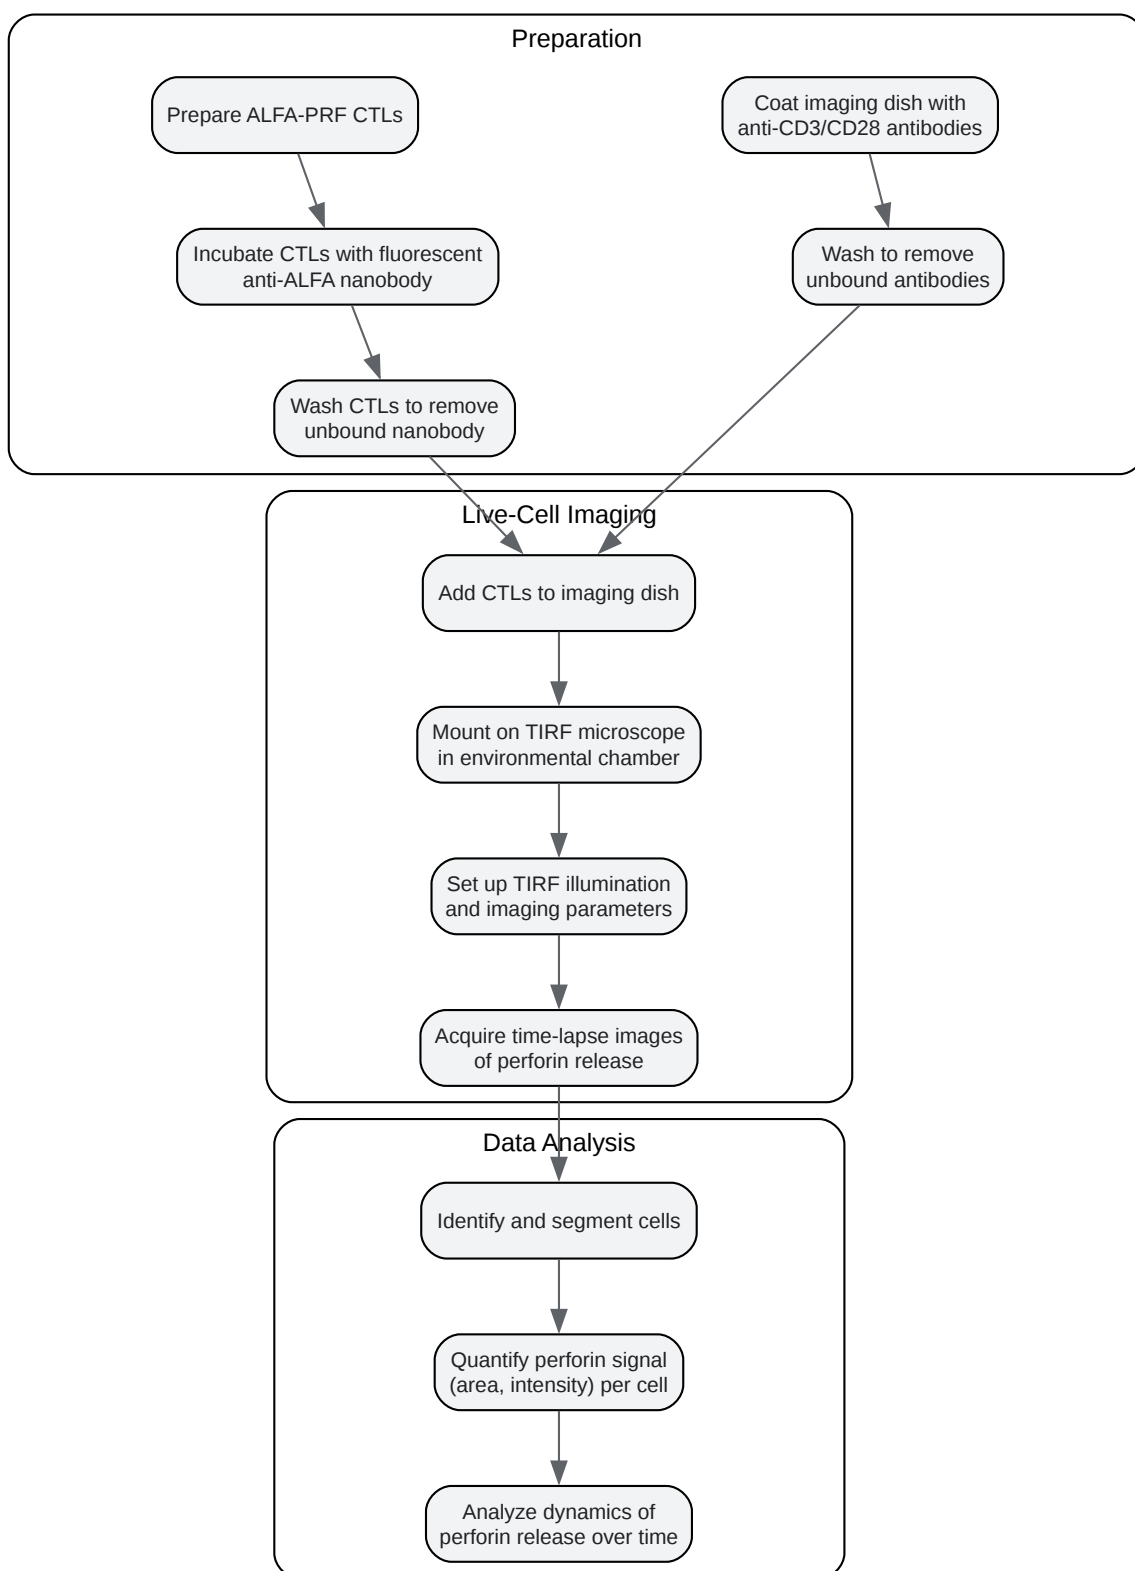 Preparation
Prepare ALFA-PRF CTLs
Coat imaging dish with
anti-CD3/CD28 antibodies
Incubate CTLs with fluorescent
anti-ALFA nanobody
Wash to remove
unbound antibodies
Wash CTLs to remove
unbound nanobody
Live-Cell Imaging
Add CTLs to imaging dish
Mount on TIRF microscope
in environmental chamber
Set up TIRF illumination
and imaging parameters
Acquire time-lapse images
of perforin release
Data Analysis
Identify and segment cells
Quantify perforin signal
(area, intensity) per cell
Analyze dynamics of
perforin release over time